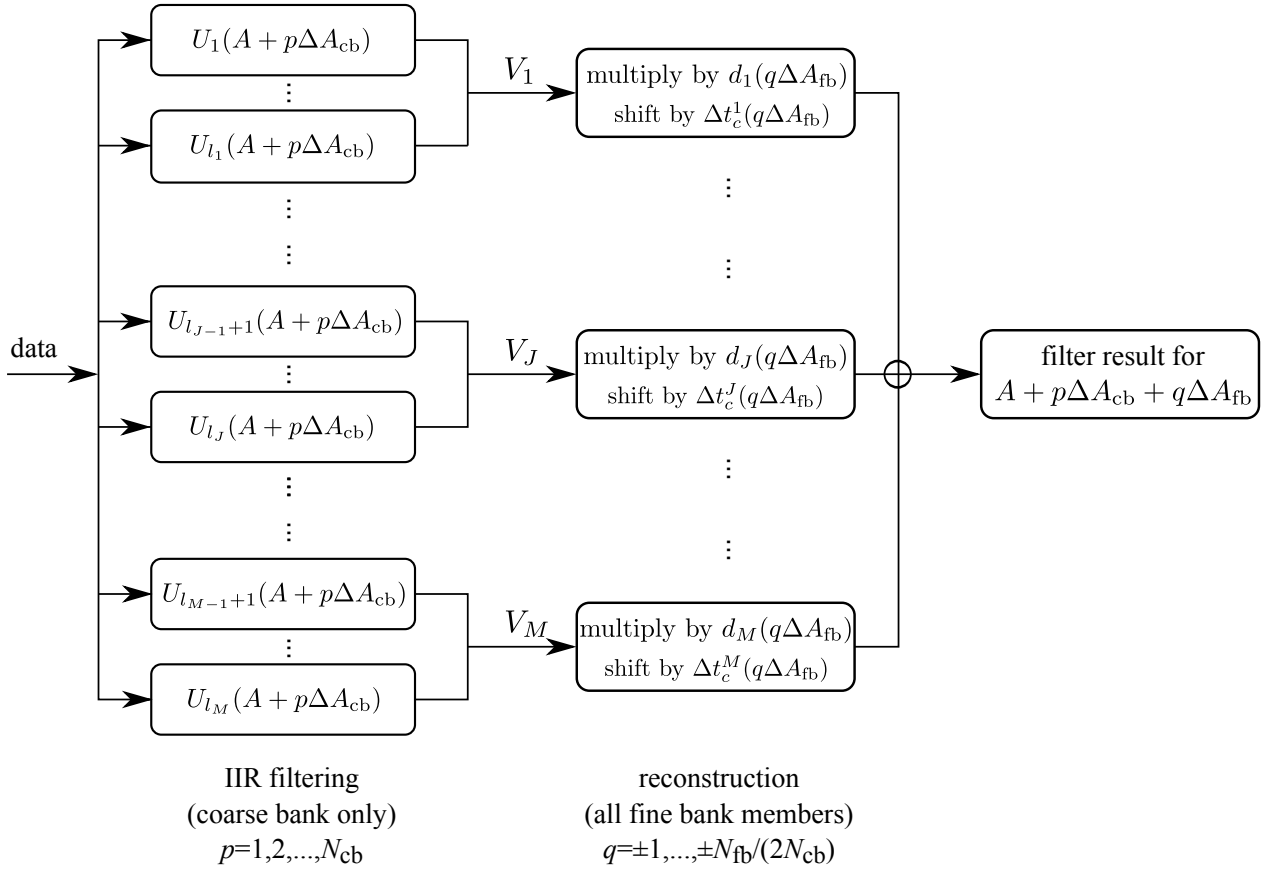 U_1(A + pΔA_cb)
⋮
U_{l_1}(A + pΔA_cb)
⋮
⋮
U_{l_{J−1}+1}(A + pΔA_cb)
⋮
U_{l_J}(A + pΔA_cb)
⋮
⋮
U_{l_{M−1}+1}(A + pΔA_cb)
⋮
U_{l_M}(A + pΔA_cb)
data
V_1
V_J
V_M
multiply by d_1(qΔA_fb)
shift by Δt_c^1(qΔA_fb)
⋮
⋮
multiply by d_J(qΔA_fb)
shift by Δt_c^J(qΔA_fb)
⋮
⋮
multiply by d_M(qΔA_fb)
shift by Δt_c^M(qΔA_fb)
filter result for
A + pΔA_cb + qΔA_fb
IIR filtering
(coarse bank only)
p=1,2,...,N_cb
reconstruction
(all fine bank members)
q=±1,...,±N_fb/(2N_cb)